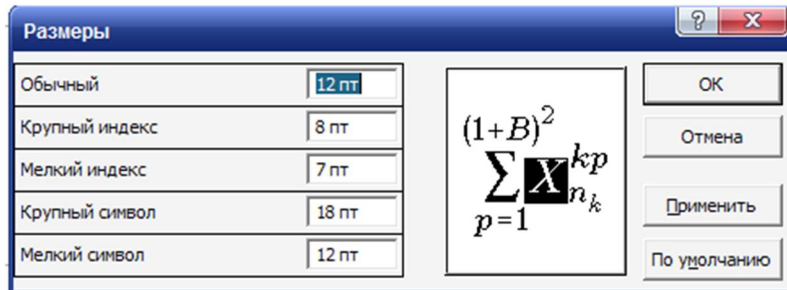 Размеры
Обычный 12 пт
Крупный индекс 8 пт
Мелкий индекс 7 пт
Крупный символ 18 пт
Мелкий символ 12 пт
(1+B)²
∑ X kp nₖ
p=1
ОК
Отмена
Применить
По умолчанию